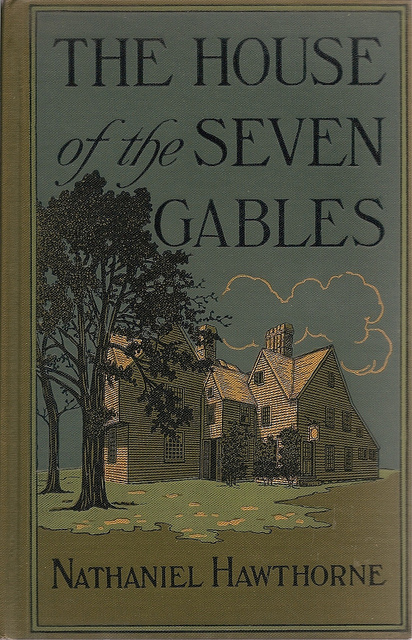 THE HOUSE
of the SEVEN
GABLES
NATHANIEL HAWTHORNE